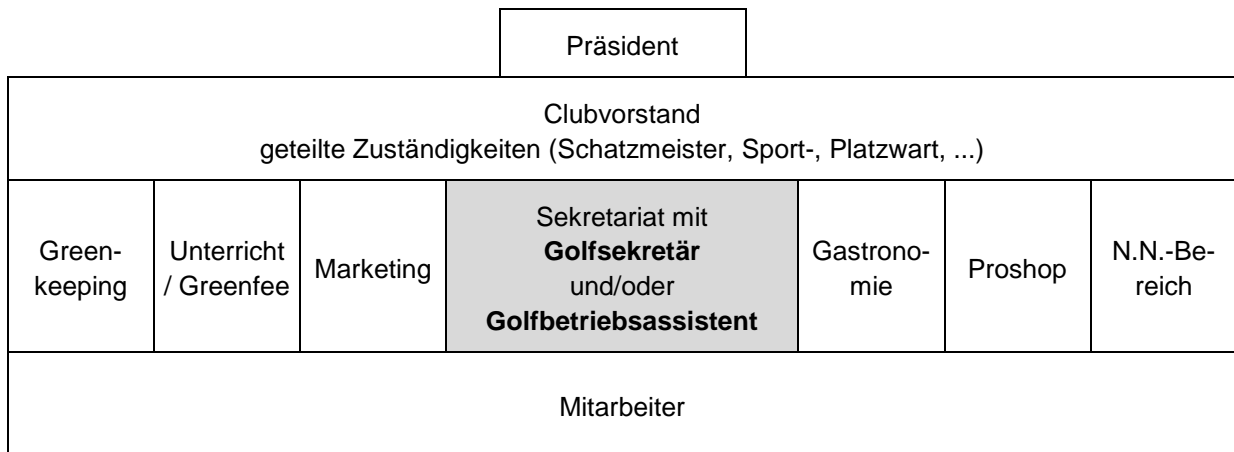 Präsident
Clubvorstand
geteilte Zuständigkeiten (Schatzmeister, Sport-, Platzwart, ...)
Green-
keeping
Unterricht
/ Greenfee
Marketing
Sekretariat mit
Golfsekretär
und/oder
Golfbetriebsassistent
Gastrono-
mie
Proshop
N.N.-Be-
reich
Mitarbeiter